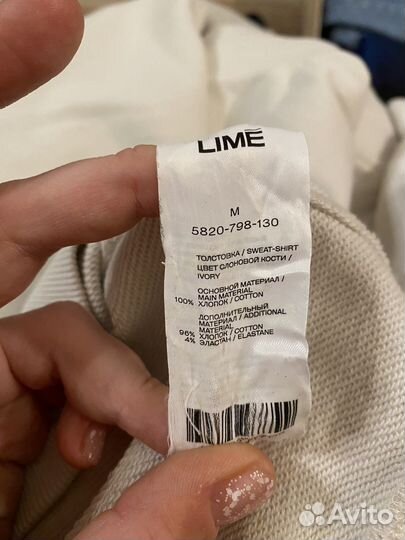 LIMĒ
M
5820-798-130
ТОЛСТОВКА / SWEAT-SHIRT
ЦВЕТ СЛОНОВОЙ КОСТИ /
IVORY
ОСНОВНОЙ МАТЕРИАЛ /
MAIN MATERIAL
100% ХЛОПОК / COTTON
ДОПОЛНИТЕЛЬНЫЙ
МАТЕРИАЛ / ADDITIONAL
MATERIAL
96% ХЛОПОК / COTTON
4% ЭЛАСТАН / ELASTANE
Avito